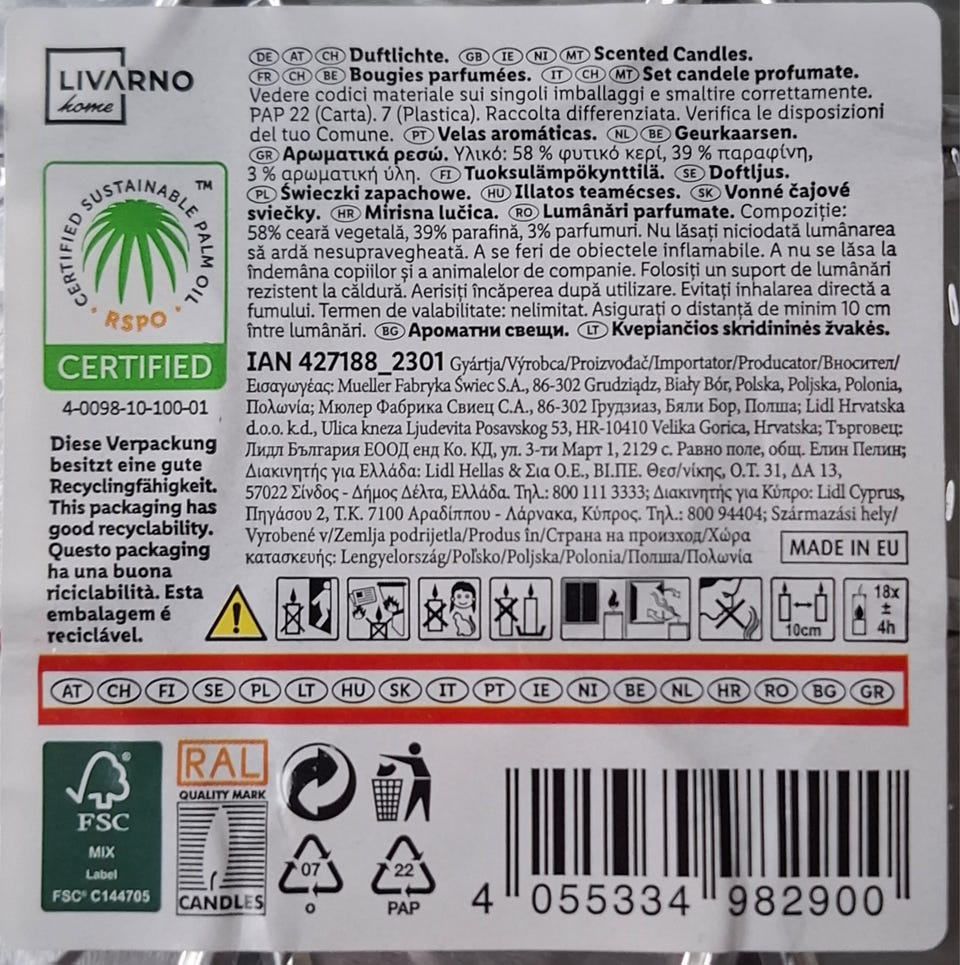 LIVARNO
home
DE AT CH Duftlichte. GB IE NI MT Scented Candles.
FR CH BE Bougies parfumées. IT CH MT Set candele profumate.
Vedere codici materiale sui singoli imballaggi e smaltire correttamente.
PAP 22 (Carta). 7 (Plastica). Raccolta differenziata. Verifica le disposizioni
del tuo Comune. PT Velas aromáticas. NL BE Geurkaarsen.
GR Αρωματικά ρεσώ. Υλικό: 58 % φυτικό κερί, 39 % παραφίνη,
3 % αρωματική ύλη. FI Tuoksulämpökynttilä. SE Doftljus.
PL Świeczki zapachowe. HU Illatos teamécses. SK Vonné čajové
sviečky. HR Mirisna lučica. RO Lumânări parfumate. Compoziție:
58% ceară vegetală, 39% parafină, 3% parfumuri. Nu lăsați niciodată lumânarea
să ardă nesupravegheată. A se feri de obiectele inflamabile. A nu se lăsa la
îndemâna copiilor și a animalelor de companie. Folosiți un suport de lumânări
rezistent la căldură. Aerisiți încăperea după utilizare. Evitați inhalarea directă a
fumului. Termen de valabilitate: nelimitat. Asigurați o distanță de minim 10 cm
între lumânări. BG Ароматни свещи. LT Kvepiančios skridininės žvakės.
CERTIFIED SUSTAINABLE PALM OIL TM
RSPO
CERTIFIED
4-0098-10-100-01
Diese Verpackung
besitzt eine gute
Recyclingfähigkeit.
This packaging has
good recyclability.
Questo packaging
ha una buona
riciclabilità. Esta
embalagem é
reciclável.
IAN 427188_2301 Gyártja/Výrobca/Proizvođač/Importator/Producator/Вносител/
Εισαγωγέας: Mueller Fabryka Świec S.A., 86-302 Grudziądz, Biały Bór, Polska, Poljska, Polonia,
Πολωνία; Мюлер Фабрика Свиец С.А., 86-302 Грудзиаз, Бяли Бор, Полша; Lidl Hrvatska
d.o.o. k.d., Ulica kneza Ljudevita Posavskog 53, HR-10410 Velika Gorica, Hrvatska; Търговец:
Лидл България ЕООД енд Ко. КД, ул. 3-ти Март 1, 2129 с. Равно поле, общ. Елин Пелин;
Διακινητής για Ελλάδα: Lidl Hellas & Σια Ο.Ε., ΒΙ.ΠΕ. Θεσ/νίκης, Ο.Τ. 31, ΔΑ 13,
57022 Σίνδος - Δήμος Δέλτα, Ελλάδα. Τηλ.: 800 111 3333; Διακινητής για Κύπρο: Lidl Cyprus,
Πηγάσου 2, Τ.Κ. 7100 Αραδίππου - Λάρνακα, Κύπρος. Τηλ.: 800 94404; Származási hely/
Vyrobené v/Zemlja podrijetla/Produs în/Страна на произход/Χώρα
κατασκευής: Lengyelország/Poľsko/Poljska/Polonia/Полша/Πολωνία
MADE IN EU
10cm
18x
±
4h
AT CH FI SE PL LT HU SK IT PT IE NI BE NL HR RO BG GR
FSC®
MIX
Label
FSC® C144705
RAL
QUALITY MARK
CANDLES
07
O
22
PAP
4 055334 982900